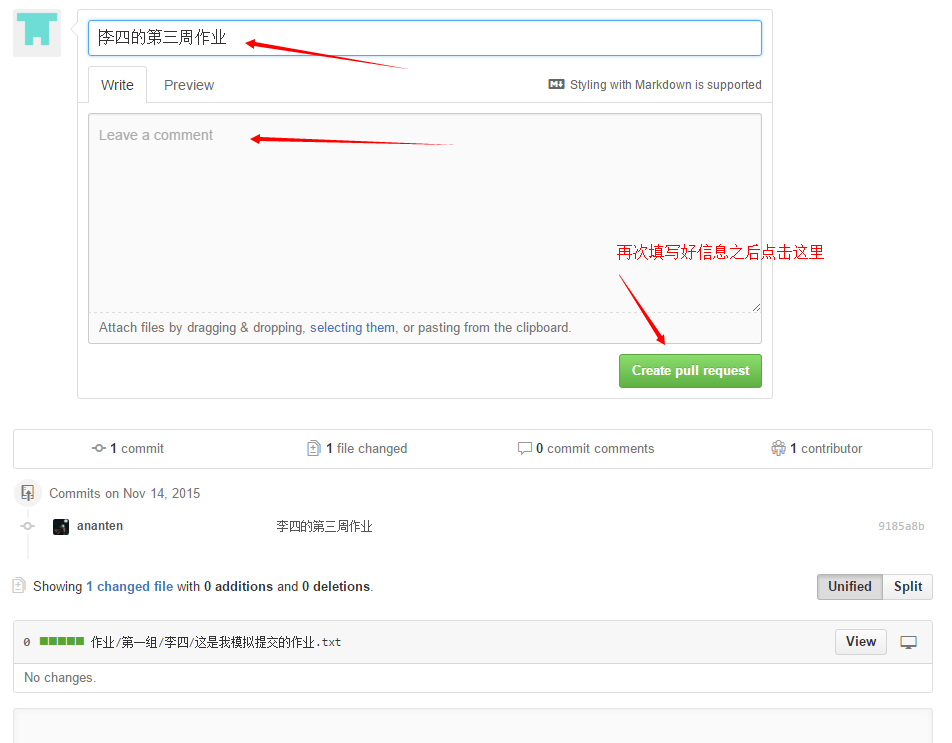 李四的第三周作业
Write Preview Styling with Markdown is supported
Leave a comment
再次填写好信息之后点击这里
Attach files by dragging & dropping, selecting them, or pasting from the clipboard.
Create pull request
1 commit 1 file changed 0 commit comments 1 contributor
Commits on Nov 14, 2015
ananten 李四的第三周作业 9185a8b
Showing 1 changed file with 0 additions and 0 deletions. Unified Split
0 作业/第一组/李四/这是我模拟提交的作业.txt View
No changes.